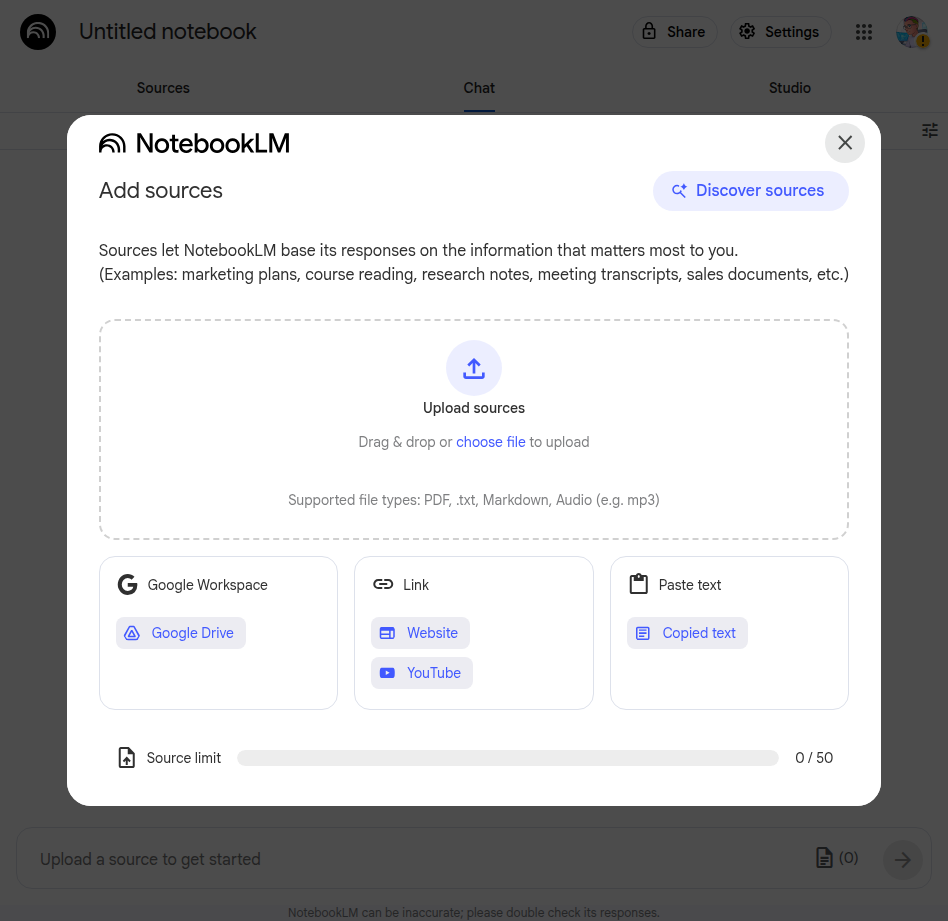 Untitled notebook
Share
Settings
Sources
Chat
Studio
NotebookLM
Add sources
Discover sources
Sources let NotebookLM base its responses on the information that matters most to you.
(Examples: marketing plans, course reading, research notes, meeting transcripts, sales documents, etc.)
Upload sources
Drag & drop or choose file to upload
Supported file types: PDF, .txt, Markdown, Audio (e.g. mp3)
Google Workspace
Google Drive
Link
Website
YouTube
Paste text
Copied text
Source limit
0 / 50
Upload a source to get started
(0)
NotebookLM can be inaccurate; please double check its responses.